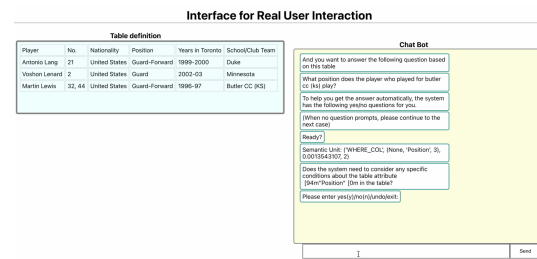 Interface for Real User Interaction
Table definition
Player No. Nationality Position Years in Toronto School/Club Team
Antonio Lang 21 United States Guard-Forward 1999-2000 Duke
Voshon Lenard 2 United States Guard 2002-03 Minnesota
Martin Lewis 32, 44 United States Guard-Forward 1996-97 Butler CC (KS)
Chat Bot
And you want to answer the following question based
on this table
What position does the player who played for butler
cc (ks) play?
To help you get the answer automatically, the system
has the following yes/no questions for you.
(When no question prompts, please continue to the
next case)
Ready?
Semantic Unit: ('WHERE_COL', (None, 'Position', 3),
0.0013543107, 2)
Does the system need to consider any specific
conditions about the table attribute
[94m"Position" [0m in the table?
Please enter yes(y)/no(n)/undo/exit:
Send